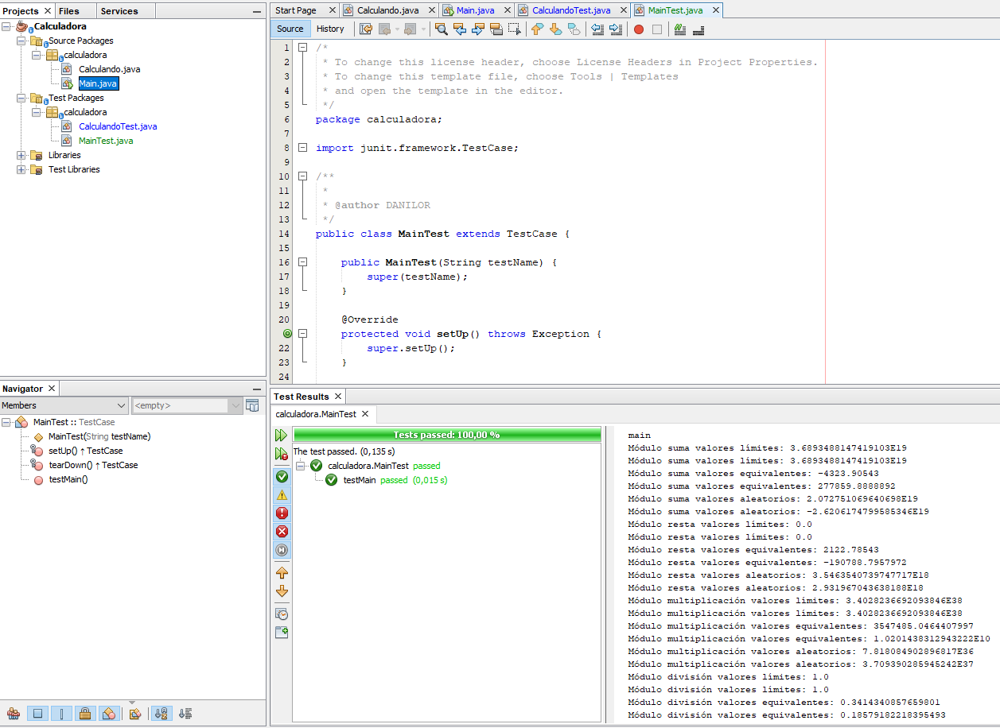 Projects Files Services
Calculadora
Source Packages
calculadora
Calculando.java
Main.java
Test Packages
calculadora
CalculandoTest.java
MainTest.java
Libraries
Test Libraries
Start Page Calculando.java Main.java CalculandoTest.java MainTest.java
Source History
1 /*
2 * To change this license header, choose License Headers in Project Properties.
3 * To change this template file, choose Tools | Templates
4 * and open the template in the editor.
5 */
6 package calculadora;
7
8 import junit.framework.TestCase;
9
10 /**
11 *
12 * @author DANILOR
13 */
14 public class MainTest extends TestCase {
15
16 public MainTest(String testName) {
17 super(testName);
18 }
19
20 @Override
protected void setUp() throws Exception {
22 super.setUp();
23 }
24
Navigator
Members <empty>
MainTest :: TestCase
MainTest(String testName)
setUp() ↑ TestCase
tearDown() ↑ TestCase
testMain()
Test Results
calculadora.MainTest
Tests passed: 100,00 %
The test passed. (0,135 s)
calculadora.MainTest passed
testMain passed (0,015 s)
main
Módulo suma valores límites: 3.6893488147419103E19
Módulo suma valores límites: 3.6893488147419103E19
Módulo suma valores equivalentes: -4323.90543
Módulo suma valores equivalentes: 277859.8888892
Módulo suma valores aleatorios: 2.072751069640698E19
Módulo suma valores aleatorios: -2.6206174799585346E19
Módulo resta valores límites: 0.0
Módulo resta valores límites: 0.0
Módulo resta valores equivalentes: 2122.78543
Módulo resta valores equivalentes: -190788.7957972
Módulo resta valores aleatorios: 3.5463540739747717E18
Módulo resta valores aleatorios: 2.931967043638188E18
Módulo multiplicación valores límites: 3.4028236692093846E38
Módulo multiplicación valores límites: 3.4028236692093846E38
Módulo multiplicación valores equivalentes: 3547485.0464407997
Módulo multiplicación valores equivalentes: 1.0201438312943222E10
Módulo multiplicación valores aleatorios: 7.818084902896817E36
Módulo multiplicación valores aleatorios: 3.709390285945242E37
Módulo división valores límites: 1.0
Módulo división valores límites: 1.0
Módulo división valores equivalentes: 0.3414340857659801
Módulo división valores equivalentes: 0.18579182218395493